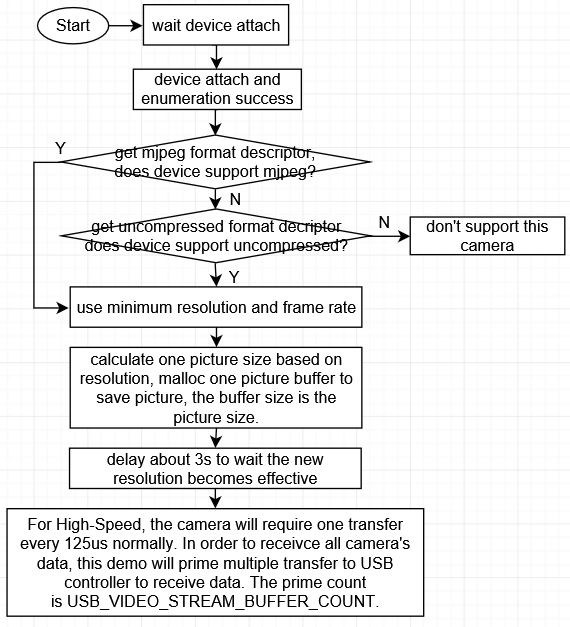 Start
wait device attach
device attach and
enumeration success
Y
get mjpeg format descriptor,
does device support mjpeg?
N
get uncompressed format decriptor
does device support uncompressed?
N
don't support this
camera
Y
use minimum resolution and frame rate
calculate one picture size based on
resolution, malloc one picture buffer to
save picture, the buffer size is the
picture size.
delay about 3s to wait the new
resolution becomes effective
For High-Speed, the camera will require one transfer
every 125us normally. In order to receivce all camera's
data, this demo will prime multiple transfer to USB
controller to receive data. The prime count
is USB_VIDEO_STREAM_BUFFER_COUNT.